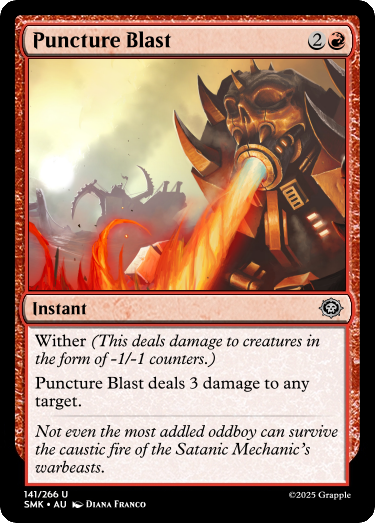 Puncture Blast 2
Instant
Wither (This deals damage to creatures in
the form of -1/-1 counters.)
Puncture Blast deals 3 damage to any
target.
Not even the most addled oddboy can survive
the caustic fire of the Satanic Mechanic's
warbeasts.
141/266 U
SMK • AU Diana Franco
©2025 Grapple